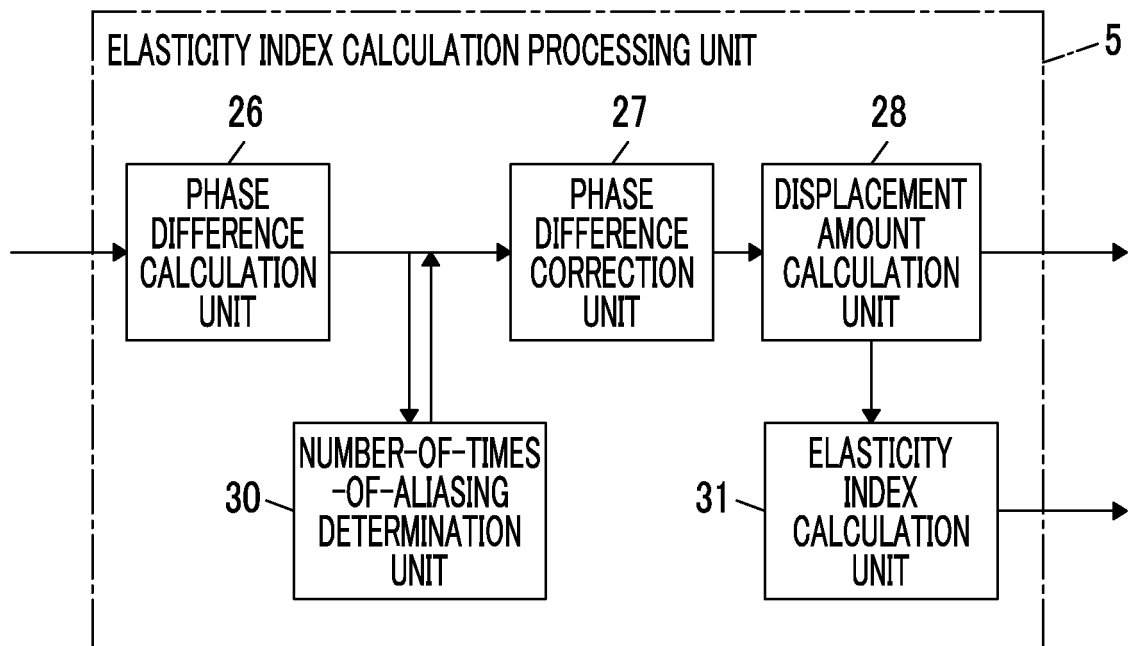 ELASTICITY INDEX CALCULATION PROCESSING UNIT
5
26
27
28
PHASE
DIFFERENCE
CALCULATION
UNIT
PHASE
DIFFERENCE
CORRECTION
UNIT
DISPLACEMENT
AMOUNT
CALCULATION
UNIT
30
NUMBER-OF-TIMES
-OF-ALIASING
DETERMINATION
UNIT
31
ELASTICITY
INDEX
CALCULATION
UNIT